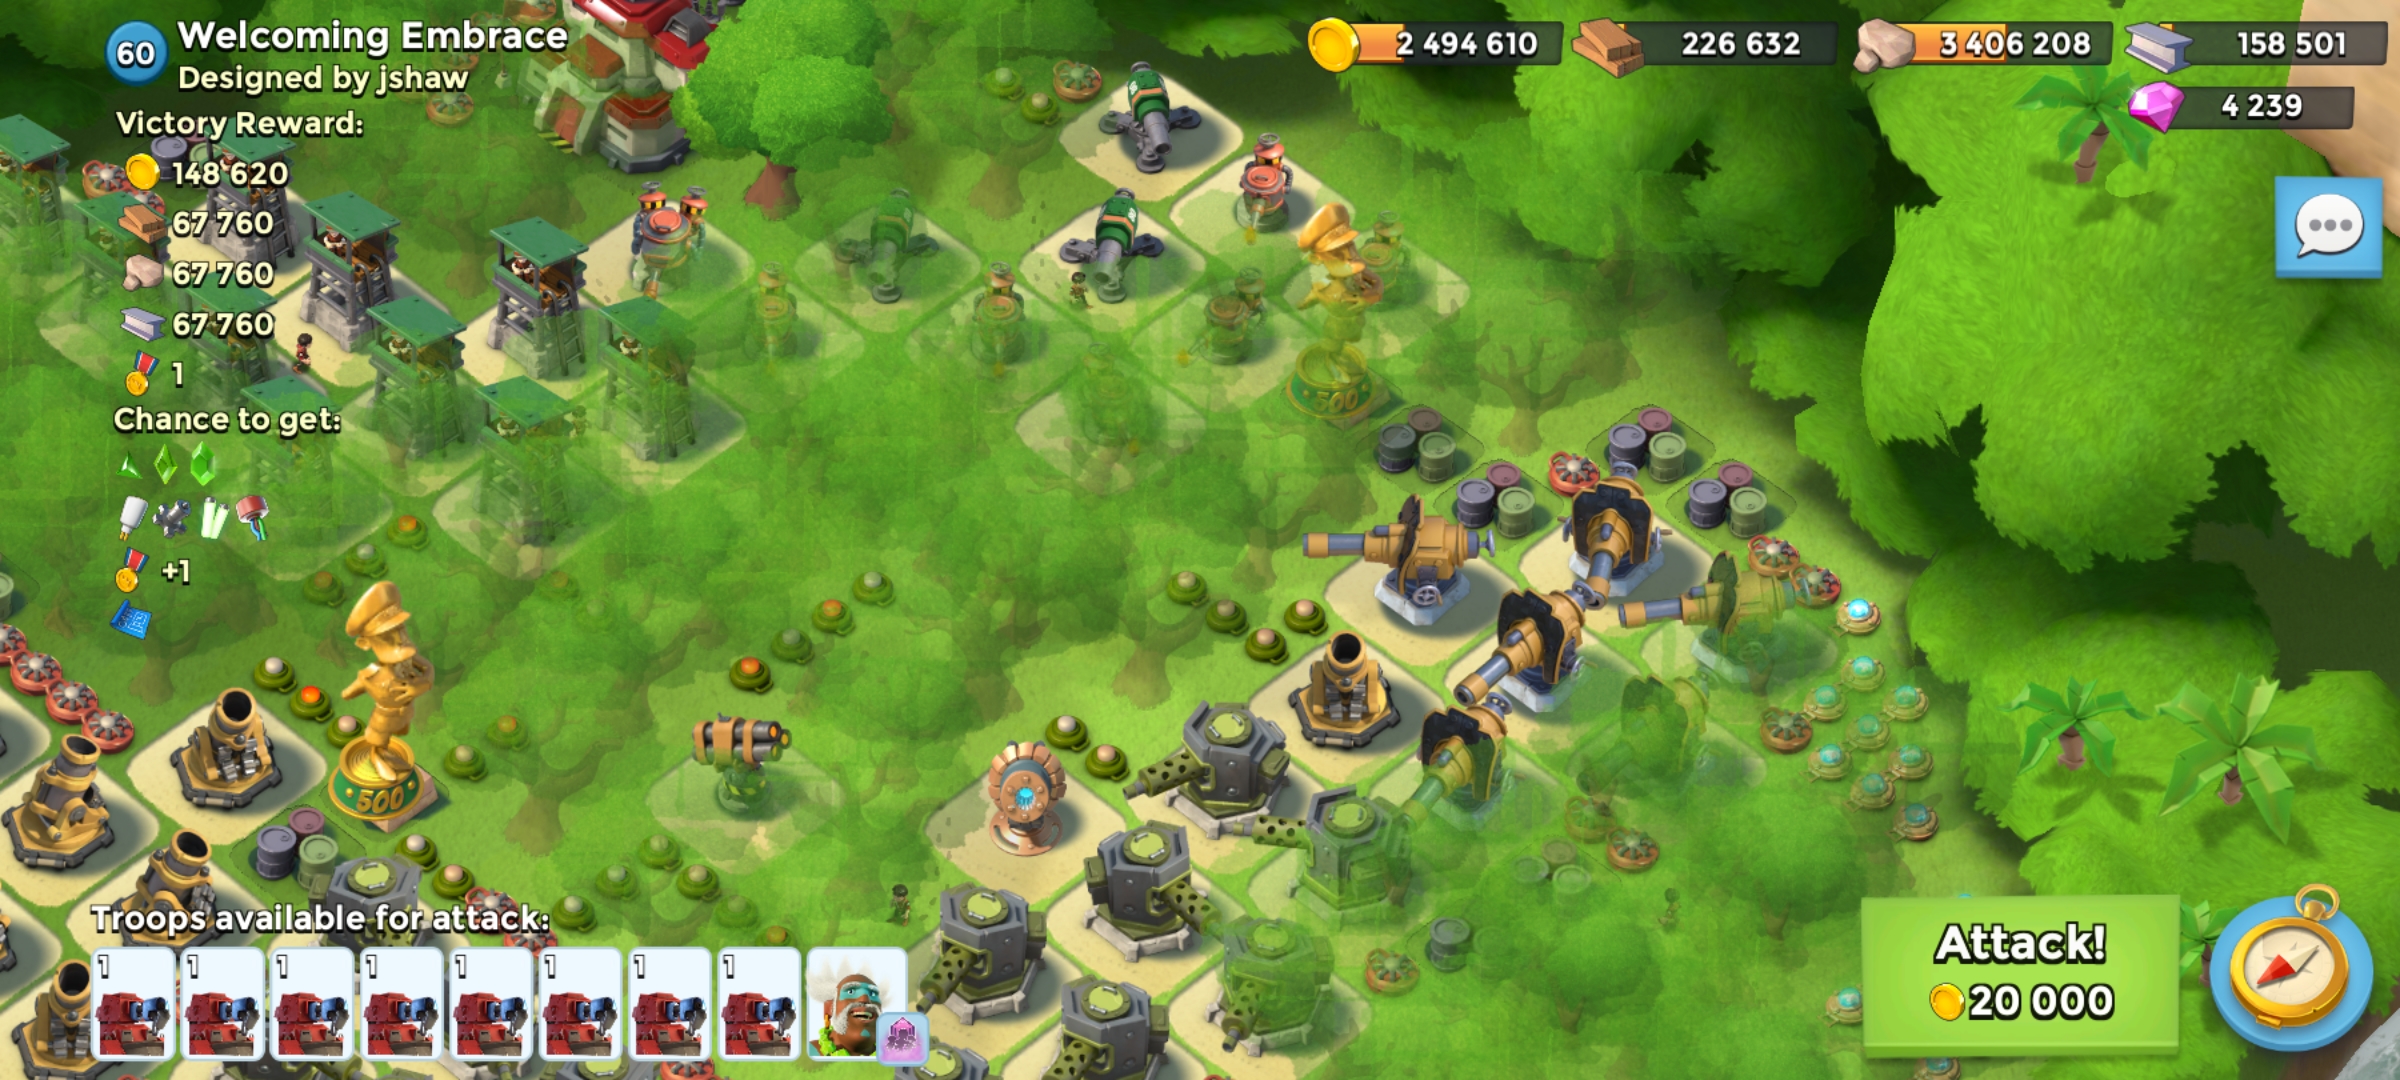 60
Welcoming Embrace
Designed by jshaw
Victory Reward:
148 620
67 760
67 760
67 760
1
Chance to get:
+1
2 494 610
226 632
3 406 208
158 501
4 239
500
500
Troops available for attack:
1 1 1 1 1 1 1 1
Attack!
20 000